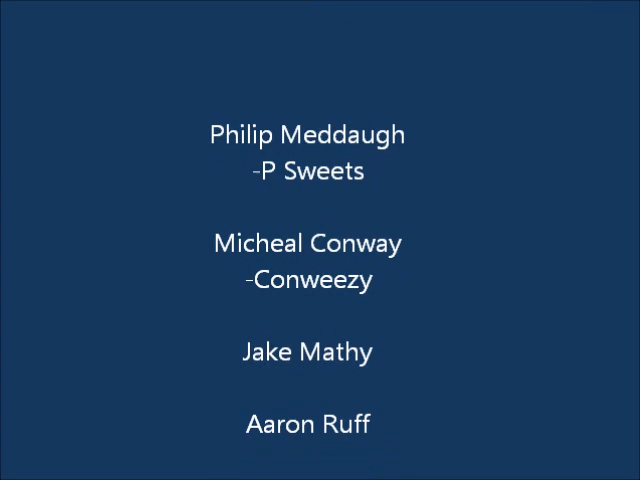 Philip Meddaugh
-P Sweets
Micheal Conway
-Conweezy
Jake Mathy
Aaron Ruff